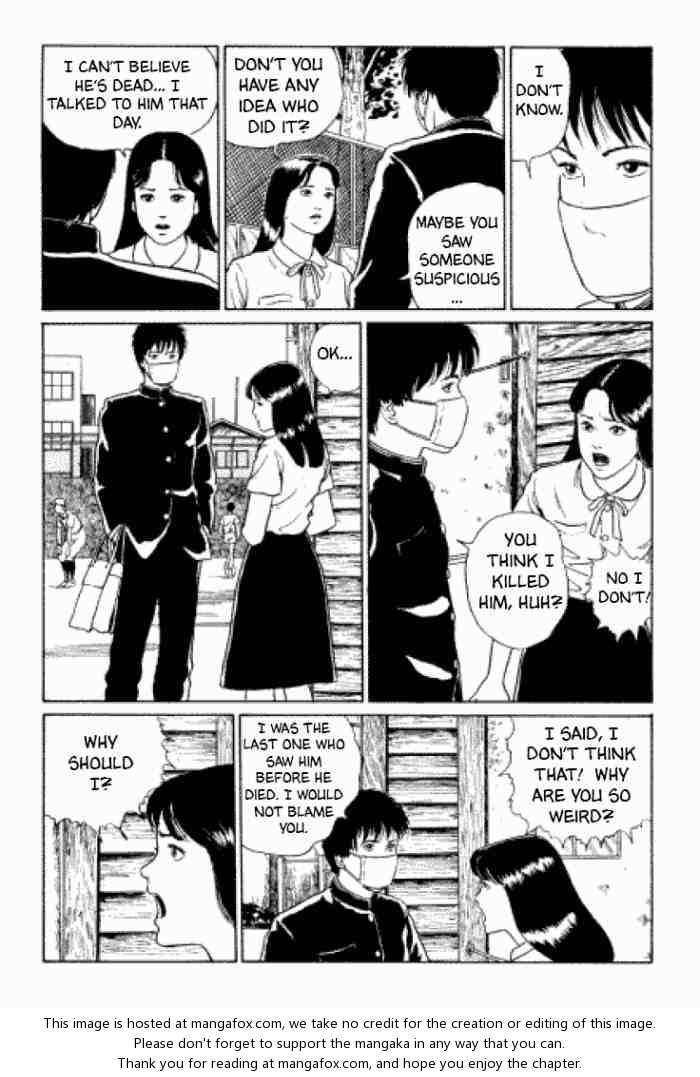 I CAN'T BELIEVE
HE'S DEAD... I
TALKED TO HIM THAT
DAY.
DON'T YOU
HAVE ANY
IDEA WHO
DID IT?
MAYBE YOU
SAW
SOMEONE
SUSPICIOUS
...
I
DON'T
KNOW.
OK...
YOU
THINK I
KILLED
HIM, HUH?
NO I
DON'T!
WHY
SHOULD
I?
I WAS THE
LAST ONE WHO
SAW HIM
BEFORE HE
DIED. I WOULD
NOT BLAME
YOU.
I SAID, I
DON'T THINK
THAT! WHY
ARE YOU SO
WEIRD?
This image is hosted at mangafox.com, we take no credit for the creation or editing of this image.
Please don't forget to support the mangaka in any way that you can.
Thank you for reading at mangafox.com, and hope you enjoy the chapter.